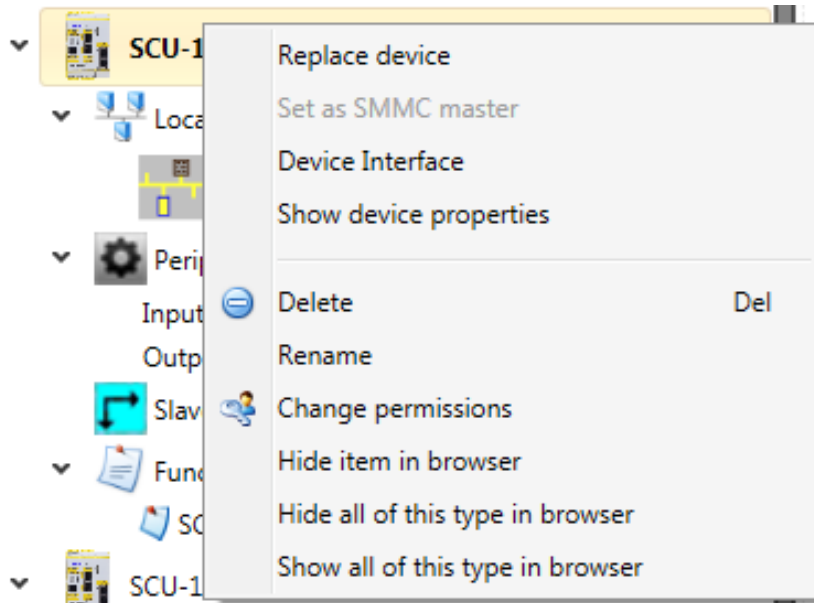 SCU-1
Replace device
Set as SMMC master
Loca
Device Interface
Show device properties
Perip
Input
Delete Del
Outp
Rename
Slav
Change permissions
Func
Hide item in browser
SC
Hide all of this type in browser
Show all of this type in browser
SCU-1